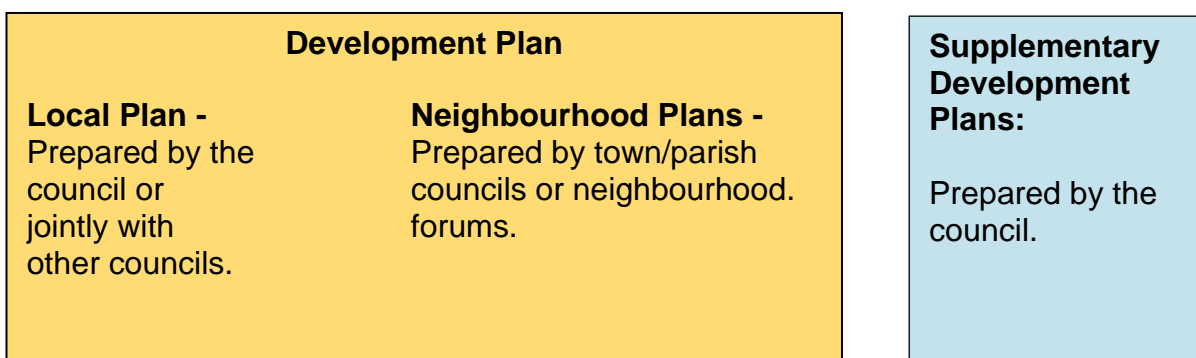 Development Plan
Local Plan -
Prepared by the
council or
jointly with
other councils.
Neighbourhood Plans -
Prepared by town/parish
councils or neighbourhood.
forums.
Supplementary
Development
Plans:
Prepared by the
council.